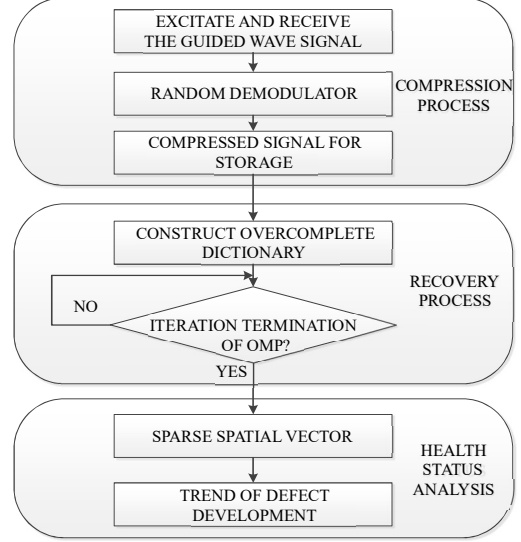 EXCITATE AND RECEIVE
THE GUIDED WAVE SIGNAL
RANDOM DEMODULATOR
COMPRESSION
PROCESS
COMPRESSED SIGNAL FOR
STORAGE
CONSTRUCT OVERCOMPLETE
DICTIONARY
RECOVERY
PROCESS
NO
ITERATION TERMINATION
OF OMP?
YES
SPARSE SPATIAL VECTOR
HEALTH
STATUS
ANALYSIS
TREND OF DEFECT
DEVELOPMENT